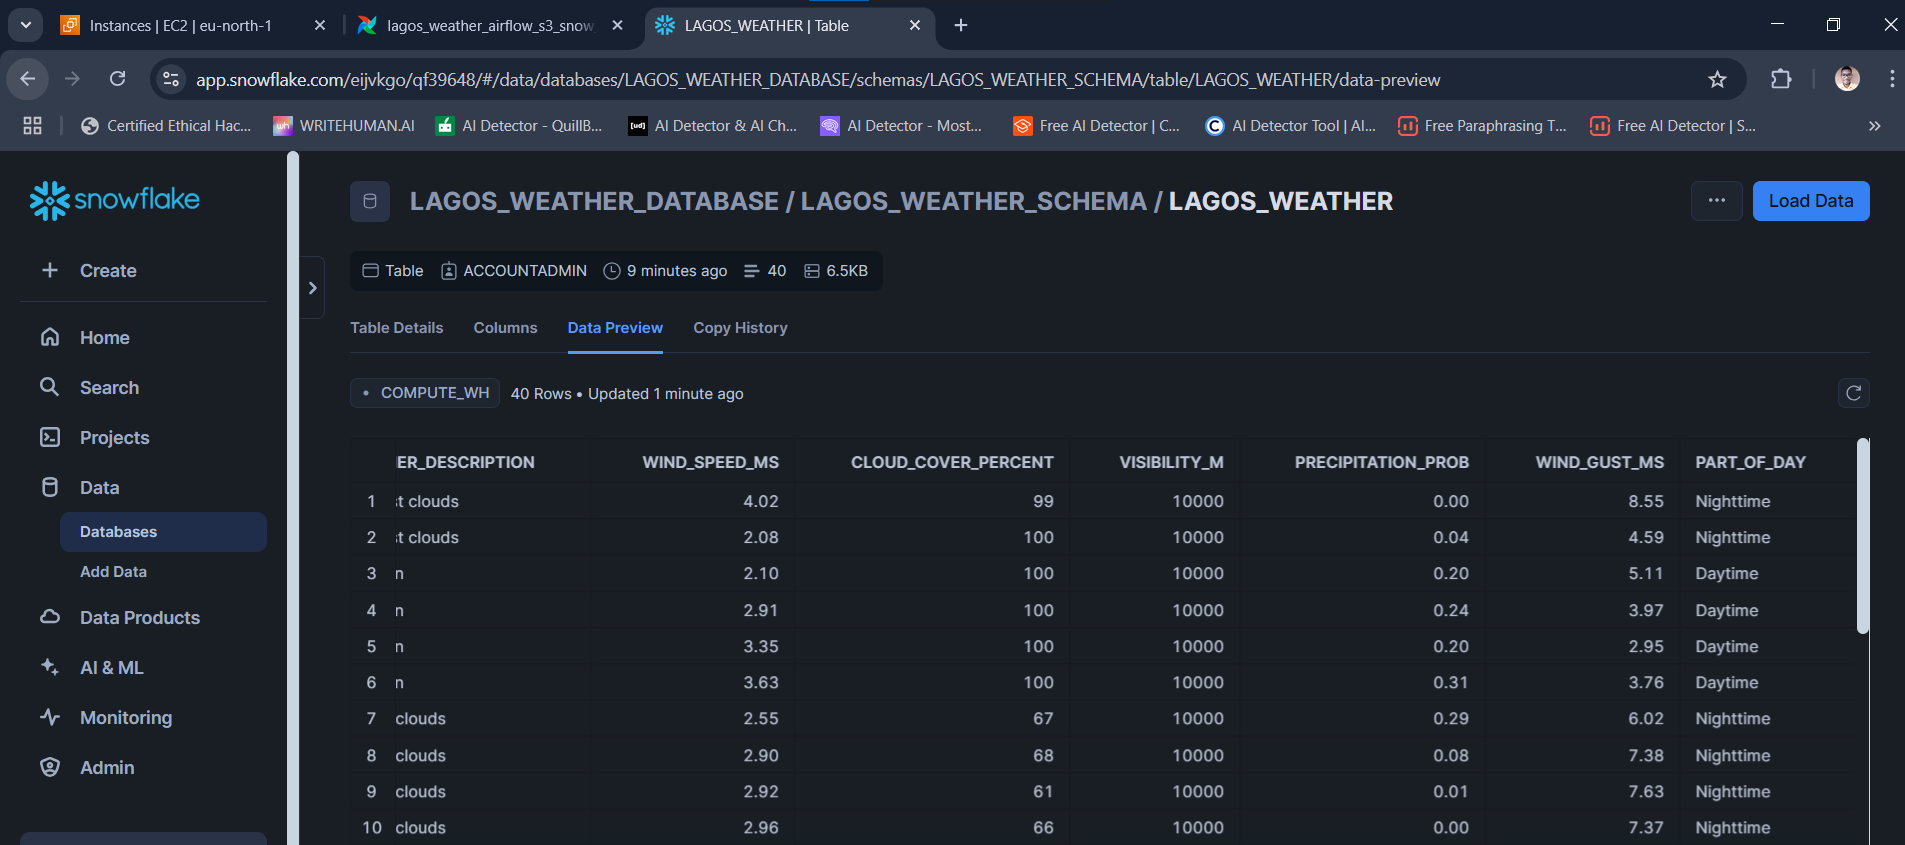 Instances | EC2 | eu-north-1
lagos_weather_airflow_s3_snow
LAGOS_WEATHER | Table
app.snowflake.com/eijvkgo/qf39648/#/data/databases/LAGOS_WEATHER_DATABASE/schemas/LAGOS_WEATHER_SCHEMA/table/LAGOS_WEATHER/data-preview
Certified Ethical Hac... WRITEHUMAN.AI AI Detector - QuillB... AI Detector & AI Ch... AI Detector - Most... Free AI Detector | C... AI Detector Tool | AI... Free Paraphrasing T... Free AI Detector | S...
snowflake
Create
Home
Search
Projects
Data
Databases
Add Data
Data Products
AI & ML
Monitoring
Admin
LAGOS_WEATHER_DATABASE / LAGOS_WEATHER_SCHEMA / LAGOS_WEATHER
... Load Data
Table ACCOUNTADMIN 9 minutes ago 40 6.5KB
Table Details Columns Data Preview Copy History
COMPUTE_WH 40 Rows • Updated 1 minute ago
ER_DESCRIPTION WIND_SPEED_MS CLOUD_COVER_PERCENT VISIBILITY_M PRECIPITATION_PROB WIND_GUST_MS PART_OF_DAY
1 st clouds 4.02 99 10000 0.00 8.55 Nighttime
2 st clouds 2.08 100 10000 0.04 4.59 Nighttime
3 n 2.10 100 10000 0.20 5.11 Daytime
4 n 2.91 100 10000 0.24 3.97 Daytime
5 n 3.35 100 10000 0.20 2.95 Daytime
6 n 3.63 100 10000 0.31 3.76 Daytime
7 clouds 2.55 67 10000 0.29 6.02 Nighttime
8 clouds 2.90 68 10000 0.08 7.38 Nighttime
9 clouds 2.92 61 10000 0.01 7.63 Nighttime
10 clouds 2.96 66 10000 0.00 7.37 Nighttime